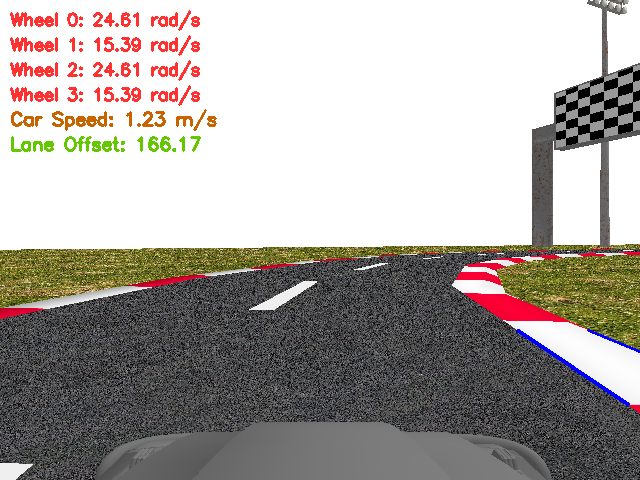 Wheel 0: 24.61 rad/s
Wheel 1: 15.39 rad/s
Wheel 2: 24.61 rad/s
Wheel 3: 15.39 rad/s
Car Speed: 1.23 m/s
Lane Offset: 166.17